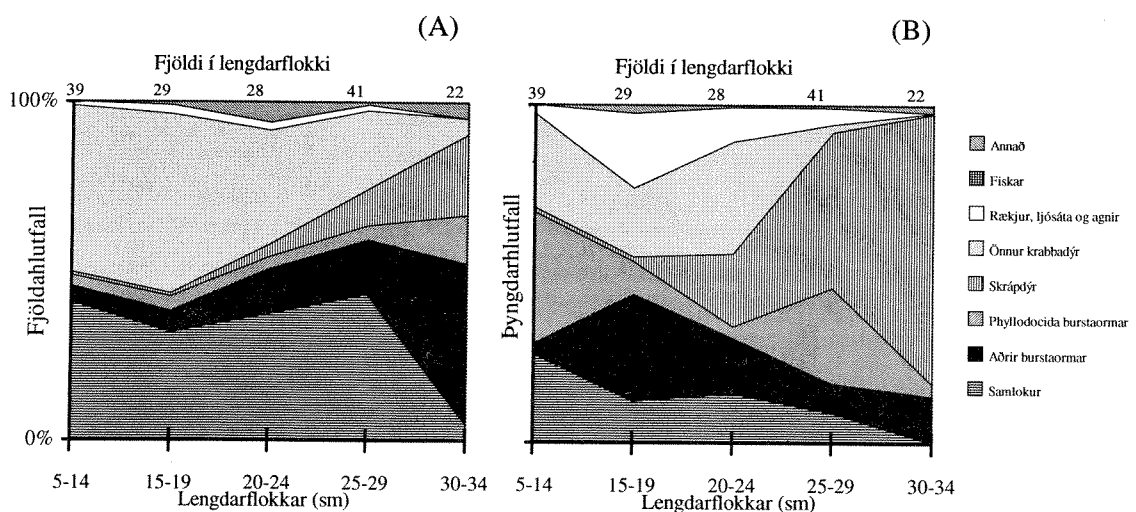 (A)
Fjöldi í lengdarflokki
39 29 28 41 22
100%
Fjöldahlutfall
0%
5-14 15-19 20-24 25-29 30-34
Lengdarflokkar (sm)
(B)
Fjöldi í lengdarflokki
39 29 28 41 22
Þyngdarhlutfall
5-14 15-19 20-24 25-29 30-34
Lengdarflokkar (sm)
Annað
Fiskar
Rækjur, ljósáta og agnir
Önnur krabbadýr
Skrápdýr
Phyllodocida burstaormar
Aðrir burstaormar
Samlokur